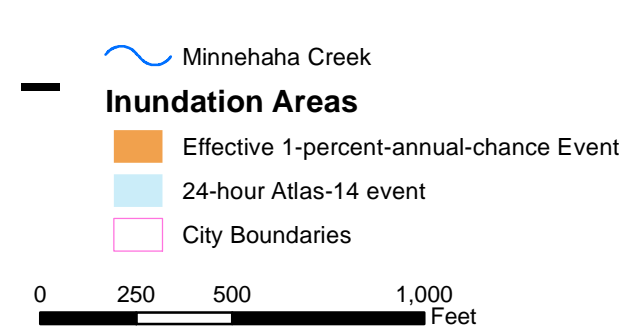 Minnehaha Creek
Inundation Areas
Effective 1-percent-annual-chance Event
24-hour Atlas-14 event
City Boundaries
0 250 500 1,000
Feet